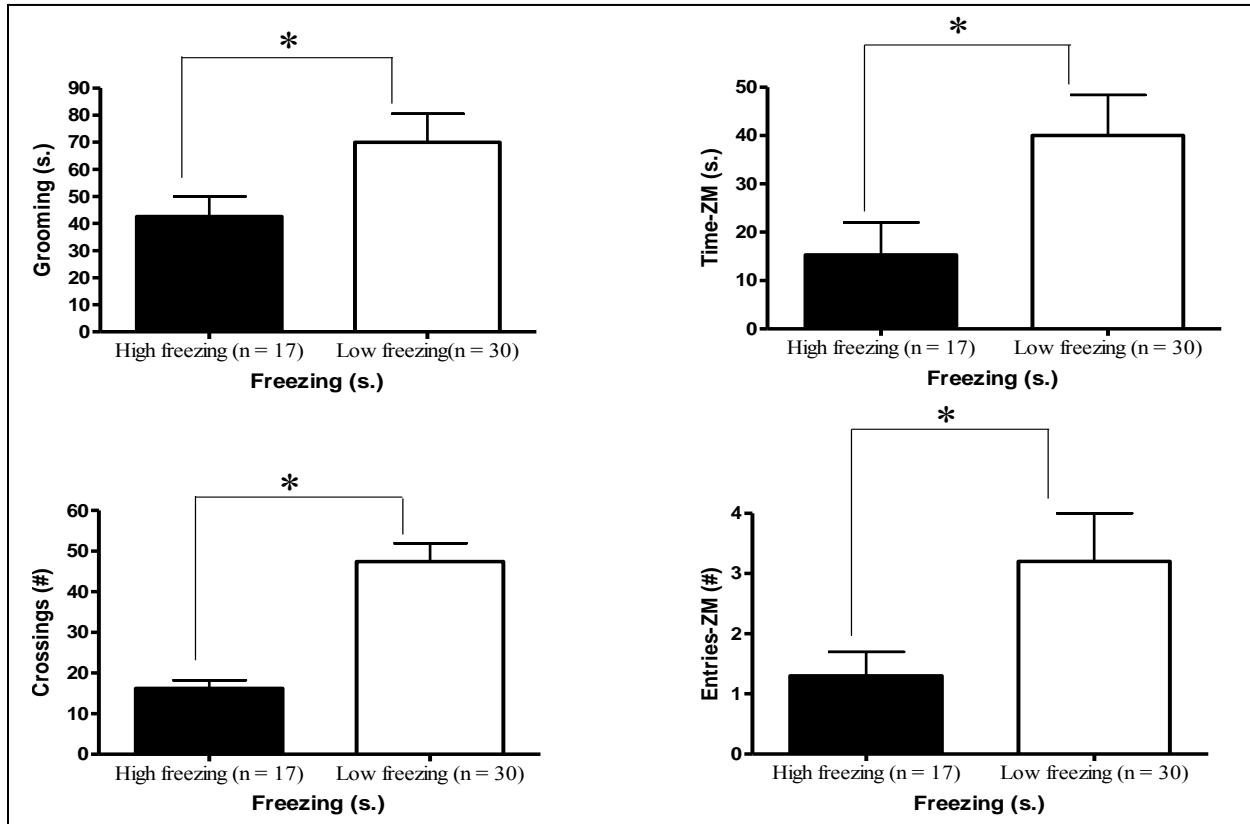 *
Grooming (s.)
90
80
70
60
50
40
30
20
10
0
High freezing (n = 17) Low freezing(n = 30)
Freezing (s.)
*
Time-ZM (s.)
50
40
30
20
10
0
High freezing (n = 17) Low freezing (n = 30)
Freezing (s.)
*
Crossings (#)
60
50
40
30
20
10
0
High freezing (n = 17) Low freezing (n = 30)
Freezing (s.)
*
Entries-ZM (#)
4
3
2
1
0
High freezing (n = 17) Low freezing (n = 30)
Freezing (s.)